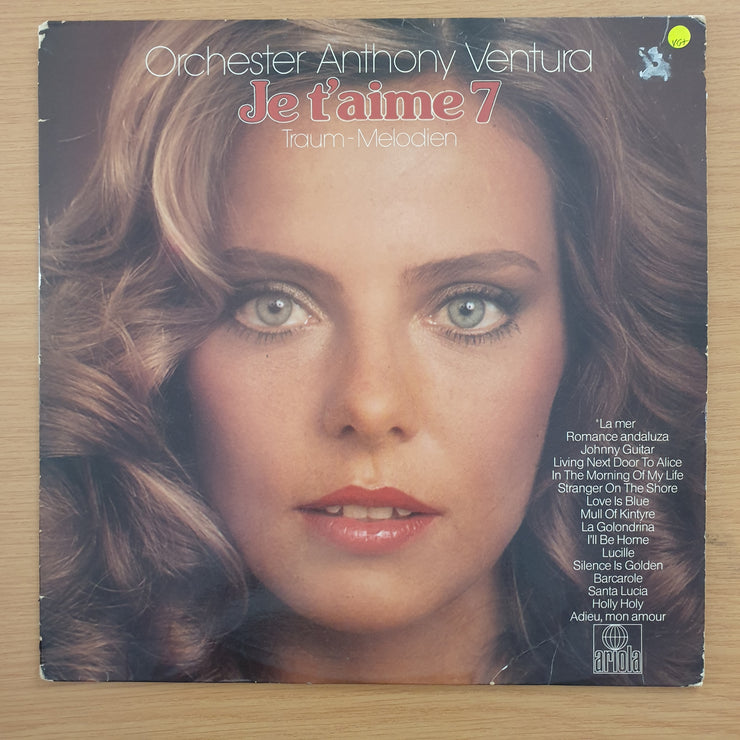 Orchester Anthony Ventura
Je t'aime 7
Traum-Melodien
VG+
*La mer
Romance andaluza
Johnny Guitar
Living Next Door To Alice
In The Morning Of My Life
Stranger On The Shore
Love Is Blue
Mull Of Kintyre
La Golondrina
I'll Be Home
Lucille
Silence Is Golden
Barcarole
Santa Lucia
Holly Holy
Adieu, mon amour
ariola